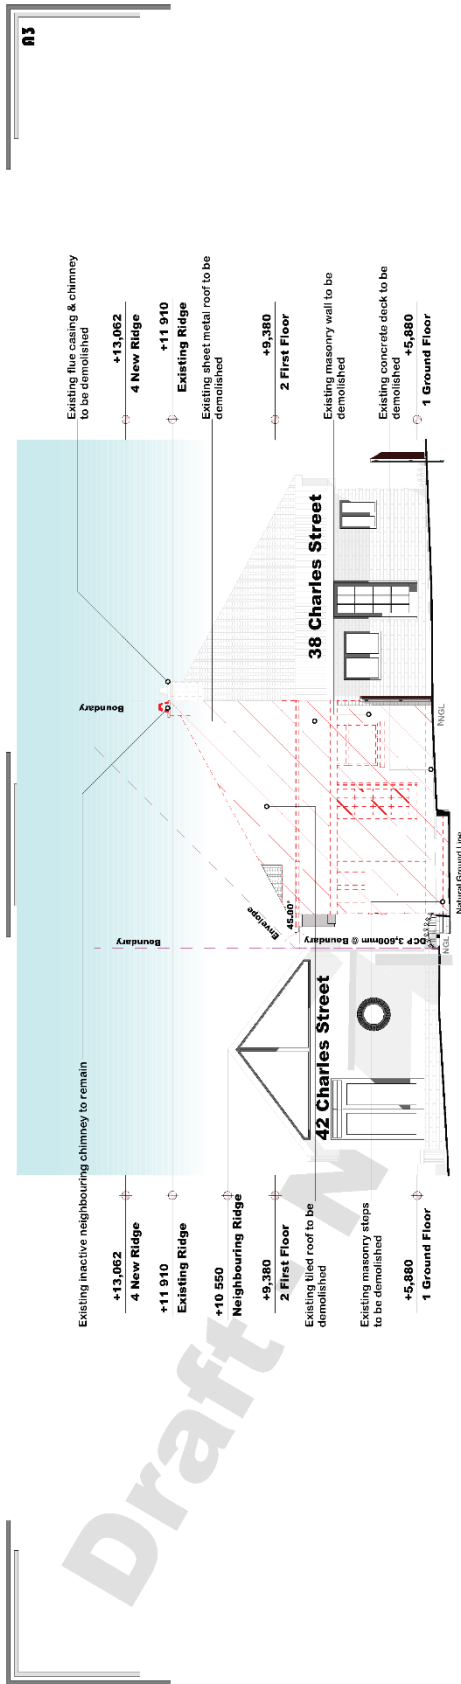 A3
Existing flue casing & chimney
to be demolished
+13,062
4 New Ridge
+11 910
Existing Ridge
Existing sheet metal roof to be
demolished
+9,380
2 First Floor
Existing masonry wall to be
demolished
Existing concrete deck to be
demolished
+5,880
1 Ground Floor
38 Charles Street
Boundary
NGL
Natural Ground Line
Envelope
45.00°
Boundary
DCP 3,600mm @ Boundary
NGL
42 Charles Street
Existing inactive neighbouring chimney to remain
+13,062
4 New Ridge
+11 910
Existing Ridge
+10 550
Neighbouring Ridge
+9,380
2 First Floor
Existing tiled roof to be
demolished
Existing masonry steps
to be demolished
+5,880
1 Ground Floor
Draft